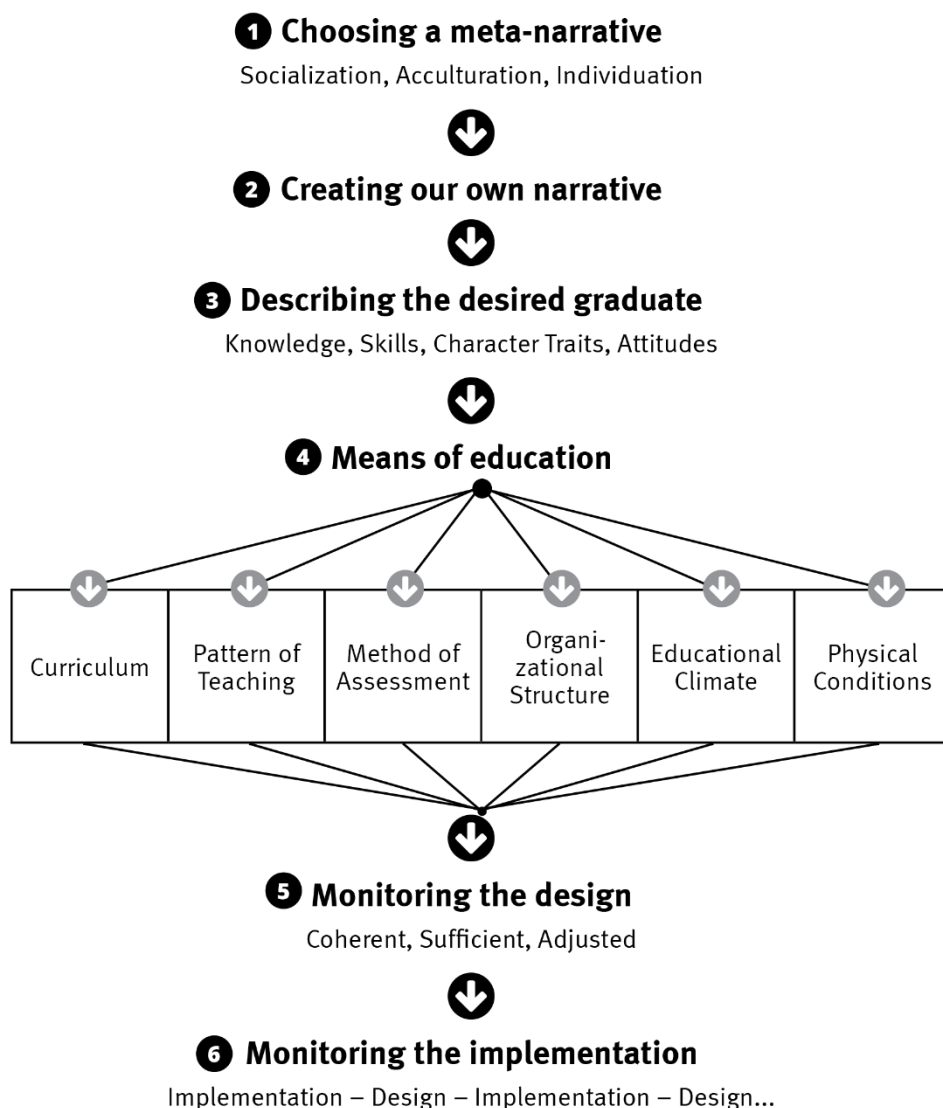 1 Choosing a meta-narrative
Socialization, Acculturation, Individuation
2 Creating our own narrative
3 Describing the desired graduate
Knowledge, Skills, Character Traits, Attitudes
4 Means of education
Curriculum
Pattern of
Teaching
Method of
Assessment
Organi-
zational
Structure
Educational
Climate
Physical
Conditions
5 Monitoring the design
Coherent, Sufficient, Adjusted
6 Monitoring the implementation
Implementation – Design – Implementation – Design...